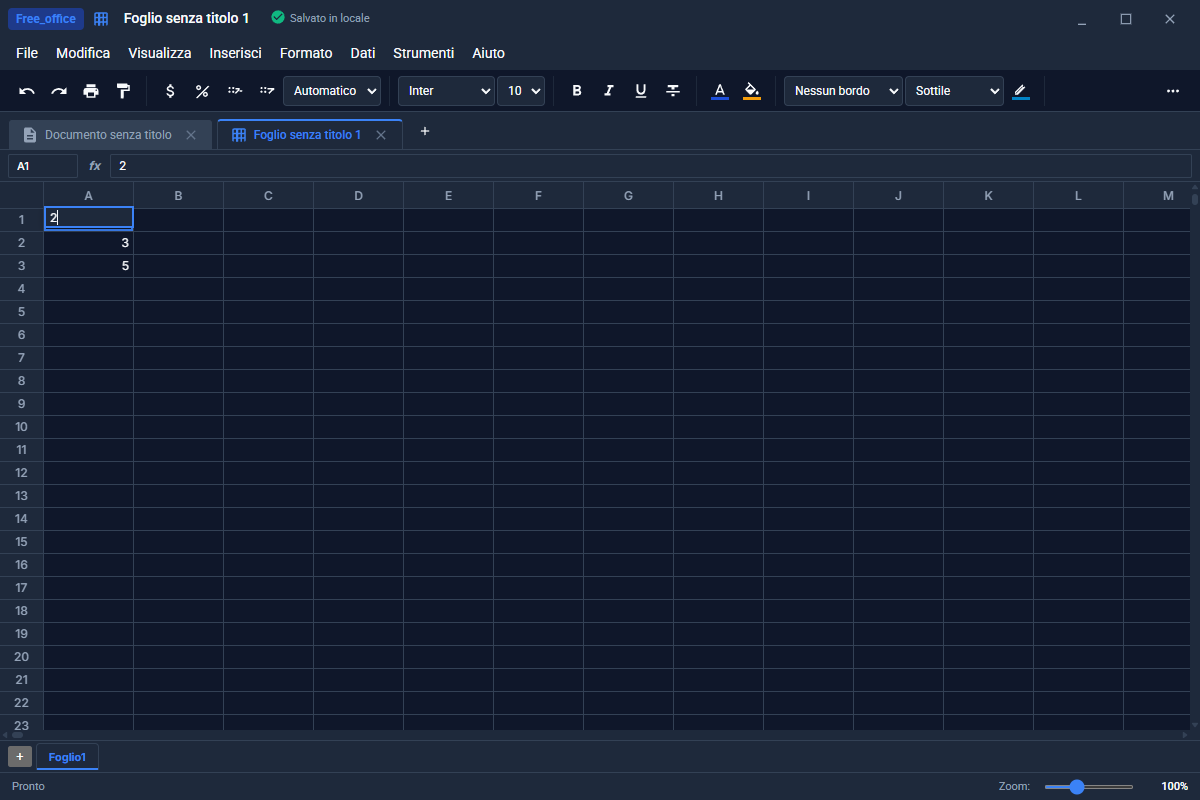 Free_office Foglio senza titolo 1 Salvato in locale
File Modifica Visualizza Inserisci Formato Dati Strumenti Aiuto
$ % Automatico Inter 10 B I U A Nessun bordo Sottile
Documento senza titolo Foglio senza titolo 1 +
A1 fx 2
A B C D E F G H I J K L M
1 2
2 3
3 5
4
5
6
7
8
9
10
11
12
13
14
15
16
17
18
19
20
21
22
23
+ Foglio1
Pronto Zoom: 100%